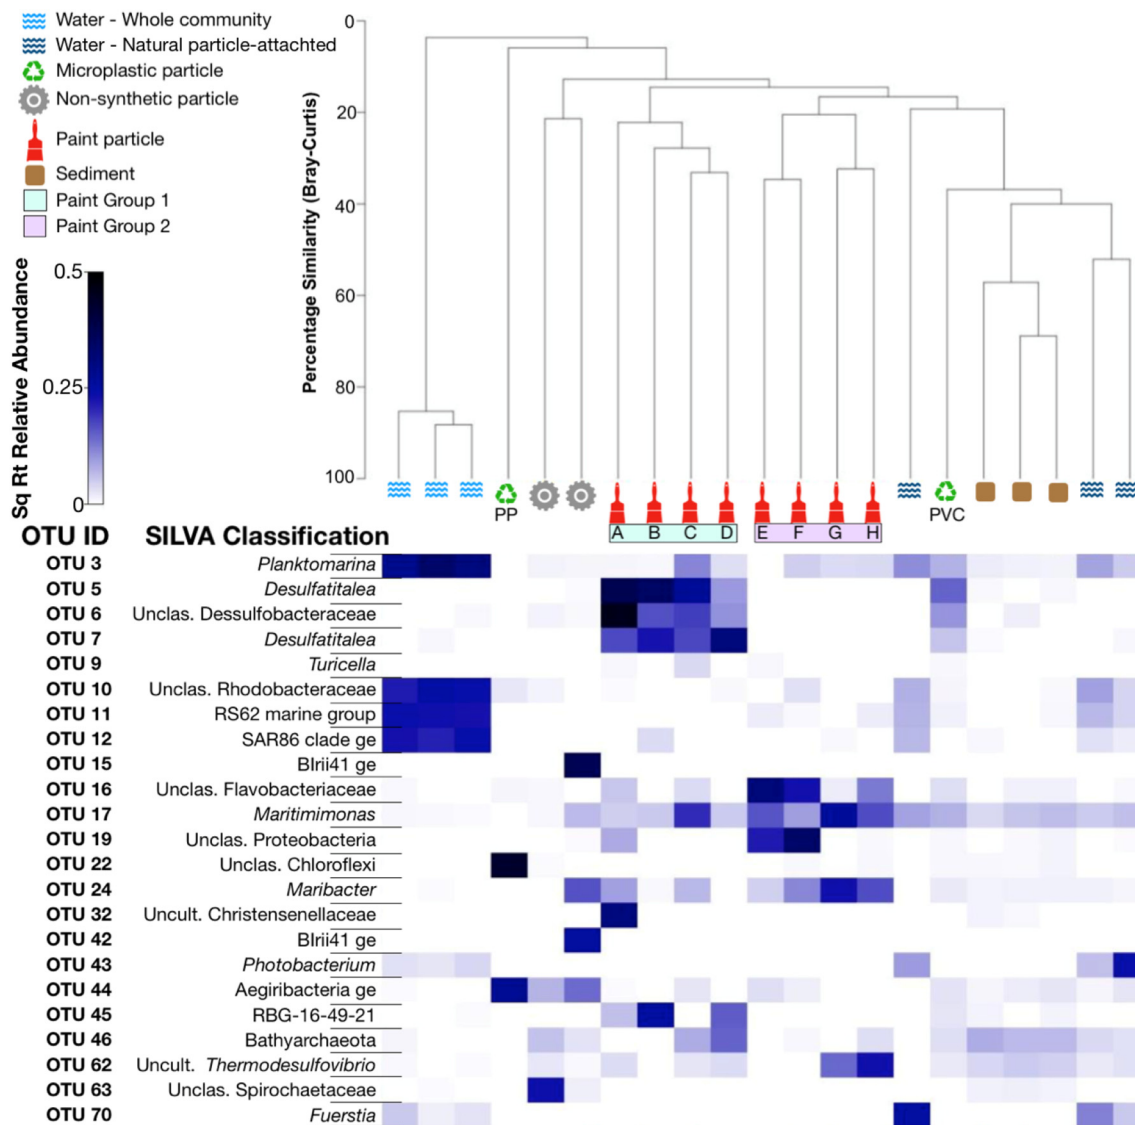 Water - Whole community
Water - Natural particle-attachted
Microplastic particle
Non-synthetic particle
Paint particle
Sediment
Paint Group 1
Paint Group 2
Sq Rt Relative Abundance
0.5
0.25
0
Percentage Similarity (Bray-Curtis)
0
20
40
60
80
100
PP
PVC
A B C D E F G H
OTU ID SILVA Classification
OTU 3 Planktomarina
OTU 5 Desulfatitalea
OTU 6 Unclas. Dessulfobacteraceae
OTU 7 Desulfatitalea
OTU 9 Turicella
OTU 10 Unclas. Rhodobacteraceae
OTU 11 RS62 marine group
OTU 12 SAR86 clade ge
OTU 15 BIrii41 ge
OTU 16 Unclas. Flavobacteriaceae
OTU 17 Maritimimonas
OTU 19 Unclas. Proteobacteria
OTU 22 Unclas. Chloroflexi
OTU 24 Maribacter
OTU 32 Uncult. Christensenellaceae
OTU 42 BIrii41 ge
OTU 43 Photobacterium
OTU 44 Aegiribacteria ge
OTU 45 RBG-16-49-21
OTU 46 Bathyarchaeota
OTU 62 Uncult. Thermodesulfovibrio
OTU 63 Unclas. Spirochaetaceae
OTU 70 Fuerstia